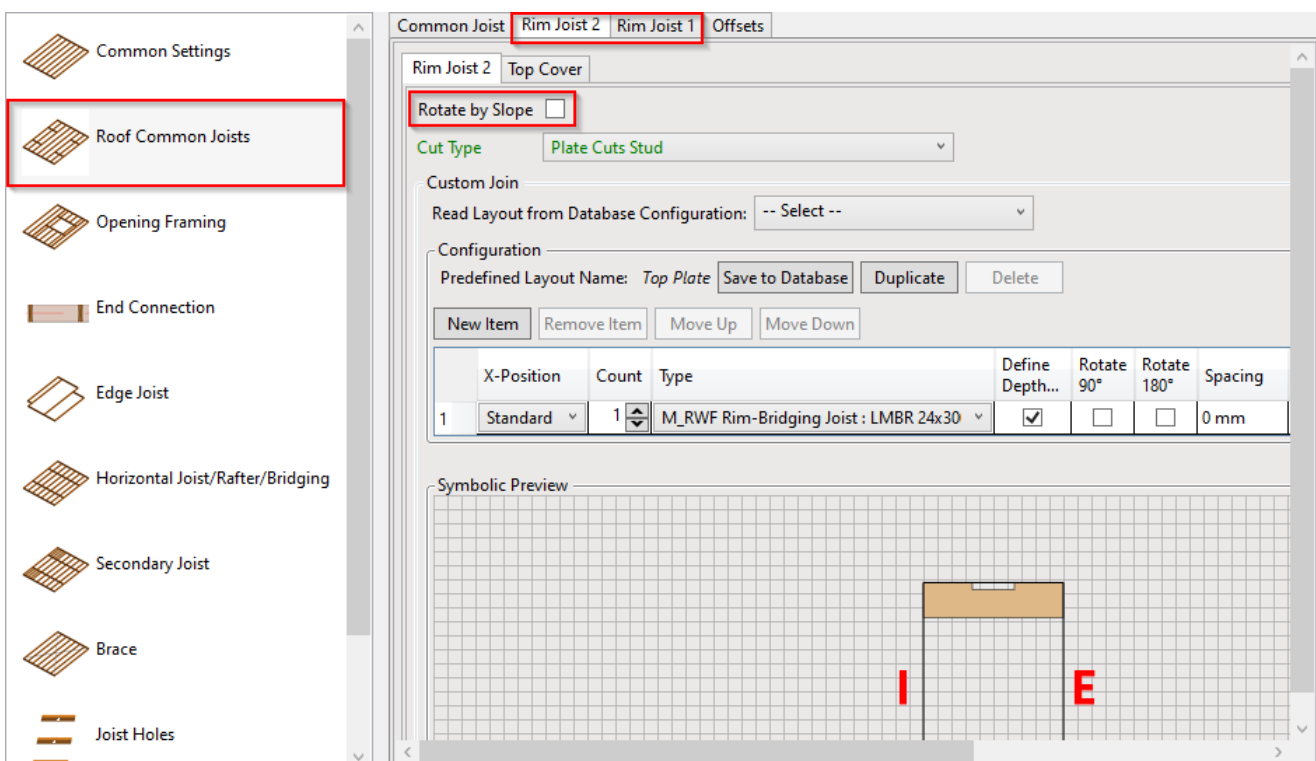 Common Settings
Roof Common Joists
Opening Framing
End Connection
Edge Joist
Horizontal Joist/Rafter/Bridging
Secondary Joist
Brace
Joist Holes
Common Joist Rim Joist 2 Rim Joist 1 Offsets
Rim Joist 2 Top Cover
Rotate by Slope
Cut Type Plate Cuts Stud
Custom Join
Read Layout from Database Configuration: -- Select --
Configuration
Predefined Layout Name: Top Plate Save to Database Duplicate Delete
New Item Remove Item Move Up Move Down
X-Position Count Type Define Depth... Rotate 90° Rotate 180° Spacing
1 Standard 1 M_RWF Rim-Bridging Joist : LMBR 24x30 0 mm
Symbolic Preview
I E